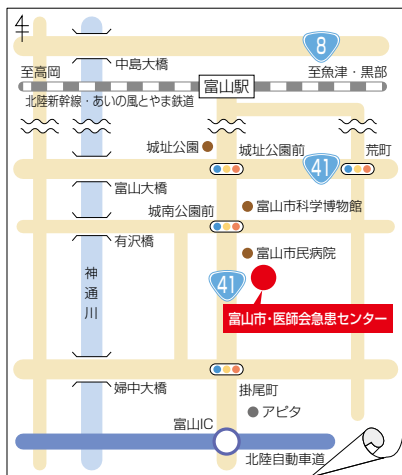 8
中島大橋
至高岡
富山駅
至魚津・黒部
北陸新幹線・あいの風とやま鉄道
城址公園
城址公園前
荒町
41
富山大橋
富山市科学博物館
城南公園前
有沢橋
富山市民病院
神通川
41
富山市・医師会急患センター
婦中大橋
掛尾町
アピタ
富山IC
北陸自動車道